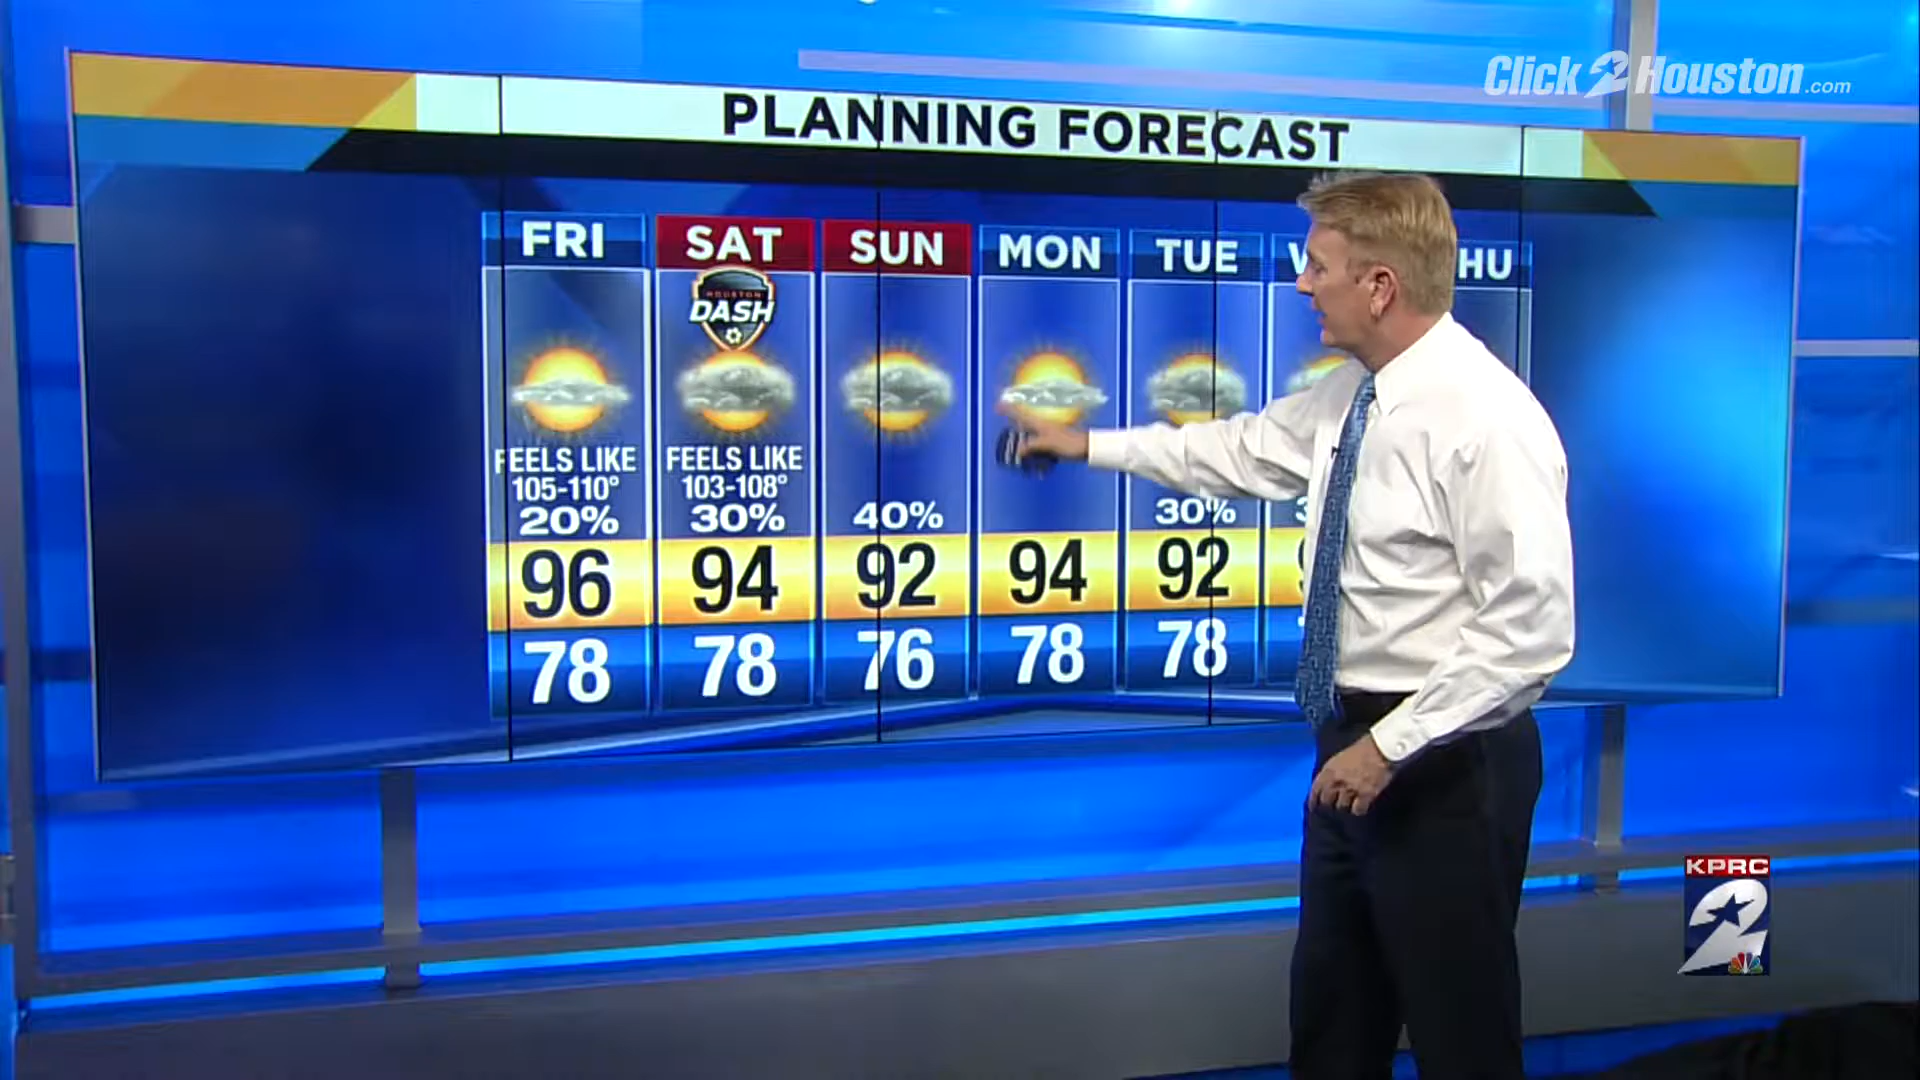 Click2Houston.com
PLANNING FORECAST
FRI SAT SUN MON TUE HU
HOUSTON
DASH
FEELS LIKE FEELS LIKE
105-110° 103-108°
20% 30% 40% 30%
96 94 92 94 92
78 78 76 78 78
KPRC
2